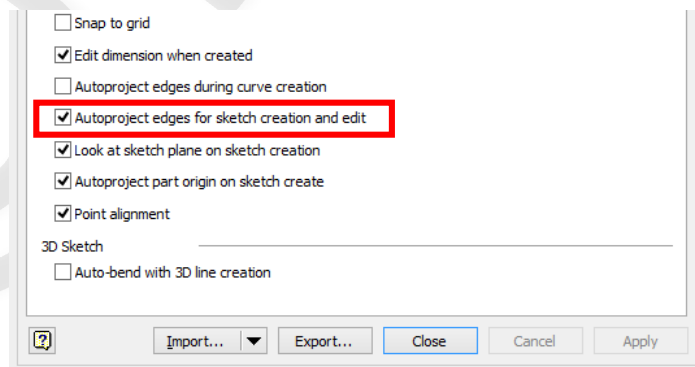 Snap to grid
Edit dimension when created
Autoproject edges during curve creation
Autoproject edges for sketch creation and edit
Look at sketch plane on sketch creation
Autoproject part origin on sketch create
Point alignment
3D Sketch
Auto-bend with 3D line creation
? Import... Export... Close Cancel Apply